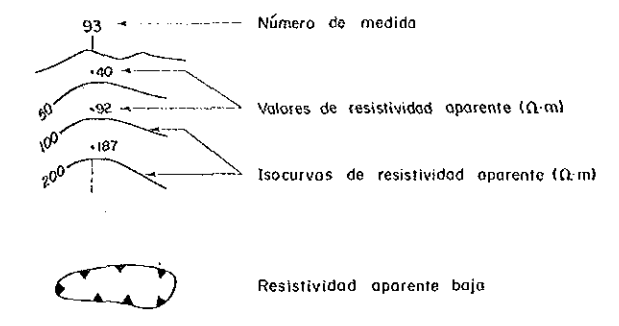 93 Número de medida
40
50
92 Valores de resistividad aparente (Ω·m)
100
187
200 Isocurvas de resistividad aparente (Ω·m)
Resistividad aparente baja